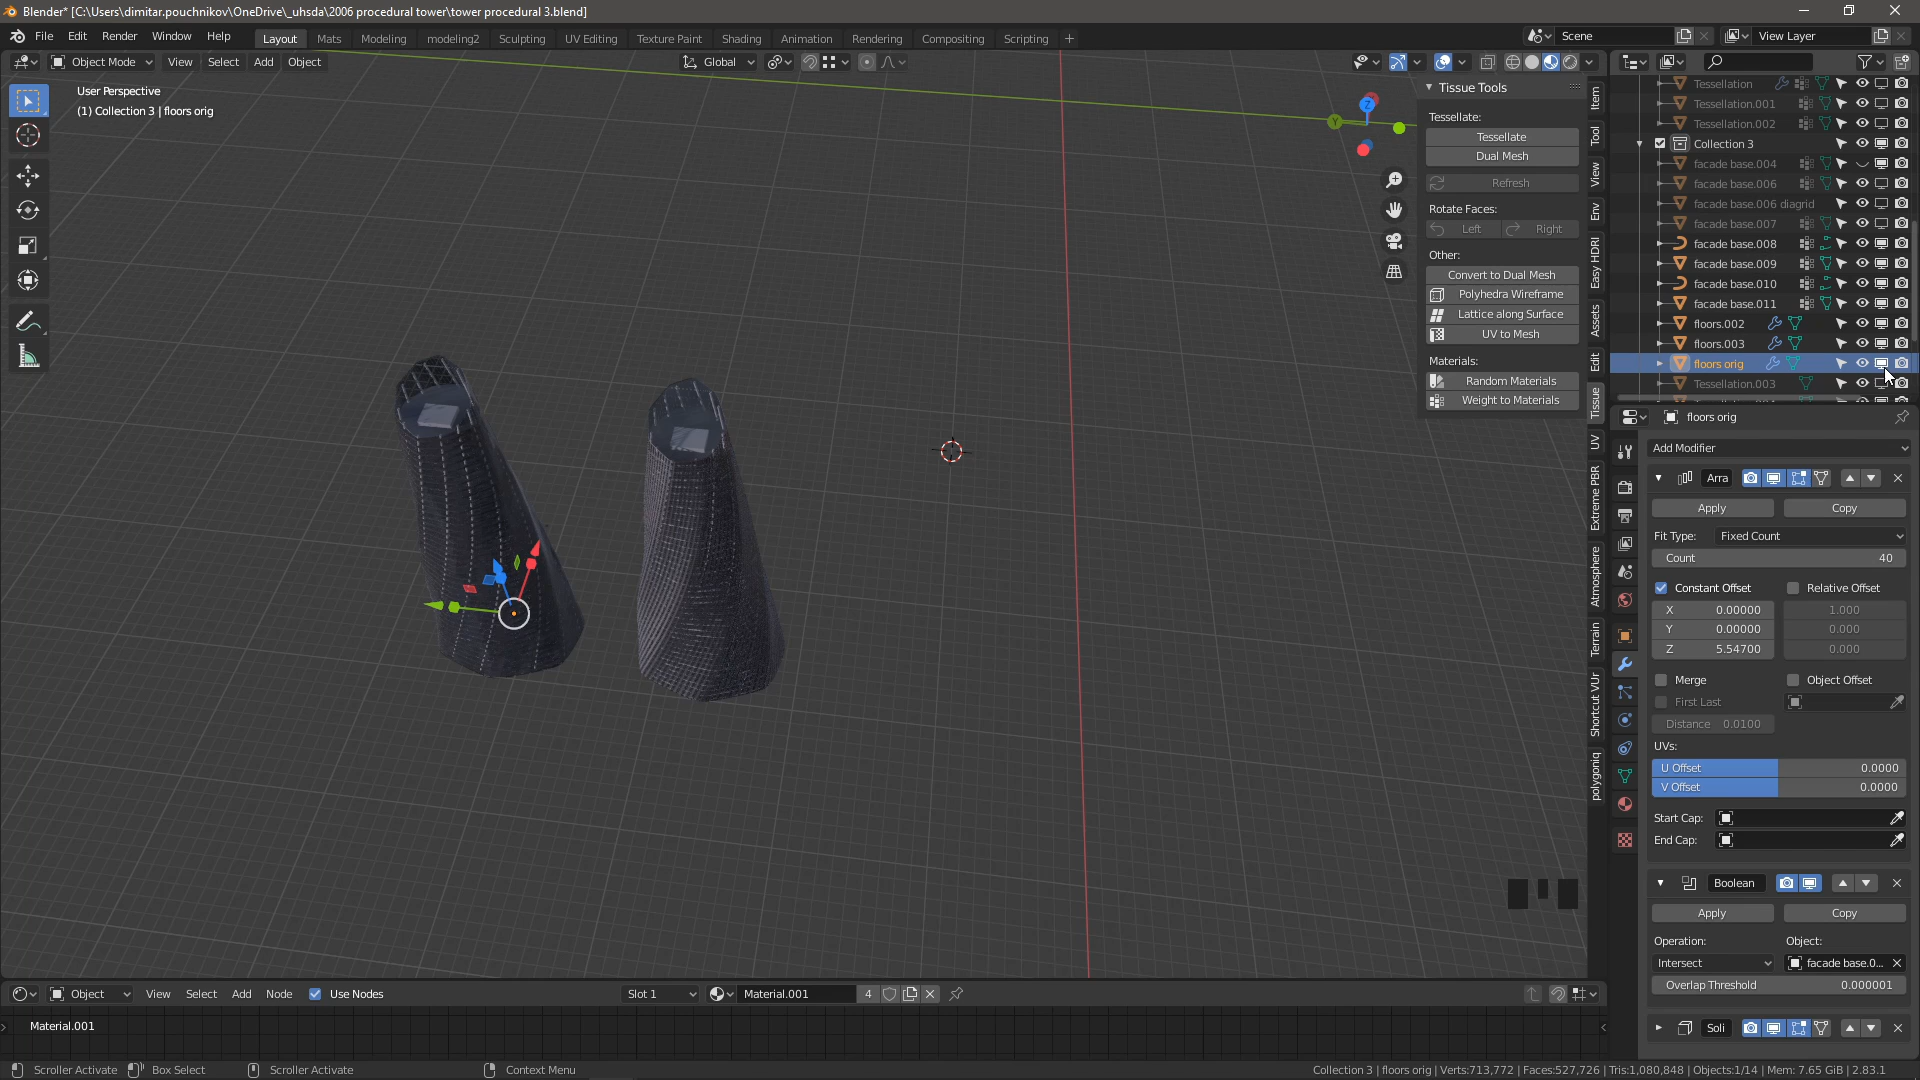 Blender* [C:\Users\dimitar.pouchnikov\OneDrive\_uhsda\2006 procedural tower\tower procedural 3.blend]
File Edit Render Window Help Layout Mats Modeling modeling2 Sculpting UV Editing Texture Paint Shading Animation Rendering Compositing Scripting + Scene View Layer
Object Mode View Select Add Object Global
User Perspective
(1) Collection 3 | floors orig
Z
Y
Tissue Tools
Tessellate:
Tessellate
Dual Mesh
Refresh
Rotate Faces:
Left Right
Other:
Convert to Dual Mesh
Polyhedra Wireframe
Lattice along Surface
UV to Mesh
Materials:
Random Materials
Weight to Materials
Item
Tool
View
Env
Easy HDRI
Assets
Edit
Tissue
UV
Extreme PBR
Atmosphere
Terrain
Shortcut VUr
polygoniq
Tessellation
Tessellation.001
Tessellation.002
Collection 3
facade base.004
facade base.006
facade base.006 diagrid
facade base.007
facade base.008
facade base.009
facade base.010
facade base.011
floors.002
floors.003
floors orig
Tessellation.003
floors orig
Add Modifier
Arra
Apply Copy
Fit Type: Fixed Count
Count 40
Constant Offset Relative Offset
X 0.00000 1.000
Y 0.00000 0.000
Z 5.54700 0.000
Merge Object Offset
First Last
Distance 0.0100
UVs:
U Offset 0.0000
V Offset 0.0000
Start Cap:
End Cap:
Boolean
Apply Copy
Operation: Object:
Intersect facade base.0...
Overlap Threshold 0.000001
Soli
Object View Select Add Node Use Nodes Slot 1 Material.001 4
Material.001
Scroller Activate Box Select Scroller Activate Context Menu Collection 3 | floors orig | Verts:713,772 | Faces:527,726 | Tris:1,080,848 | Objects:1/14 | Mem: 7.65 GiB | 2.83.1